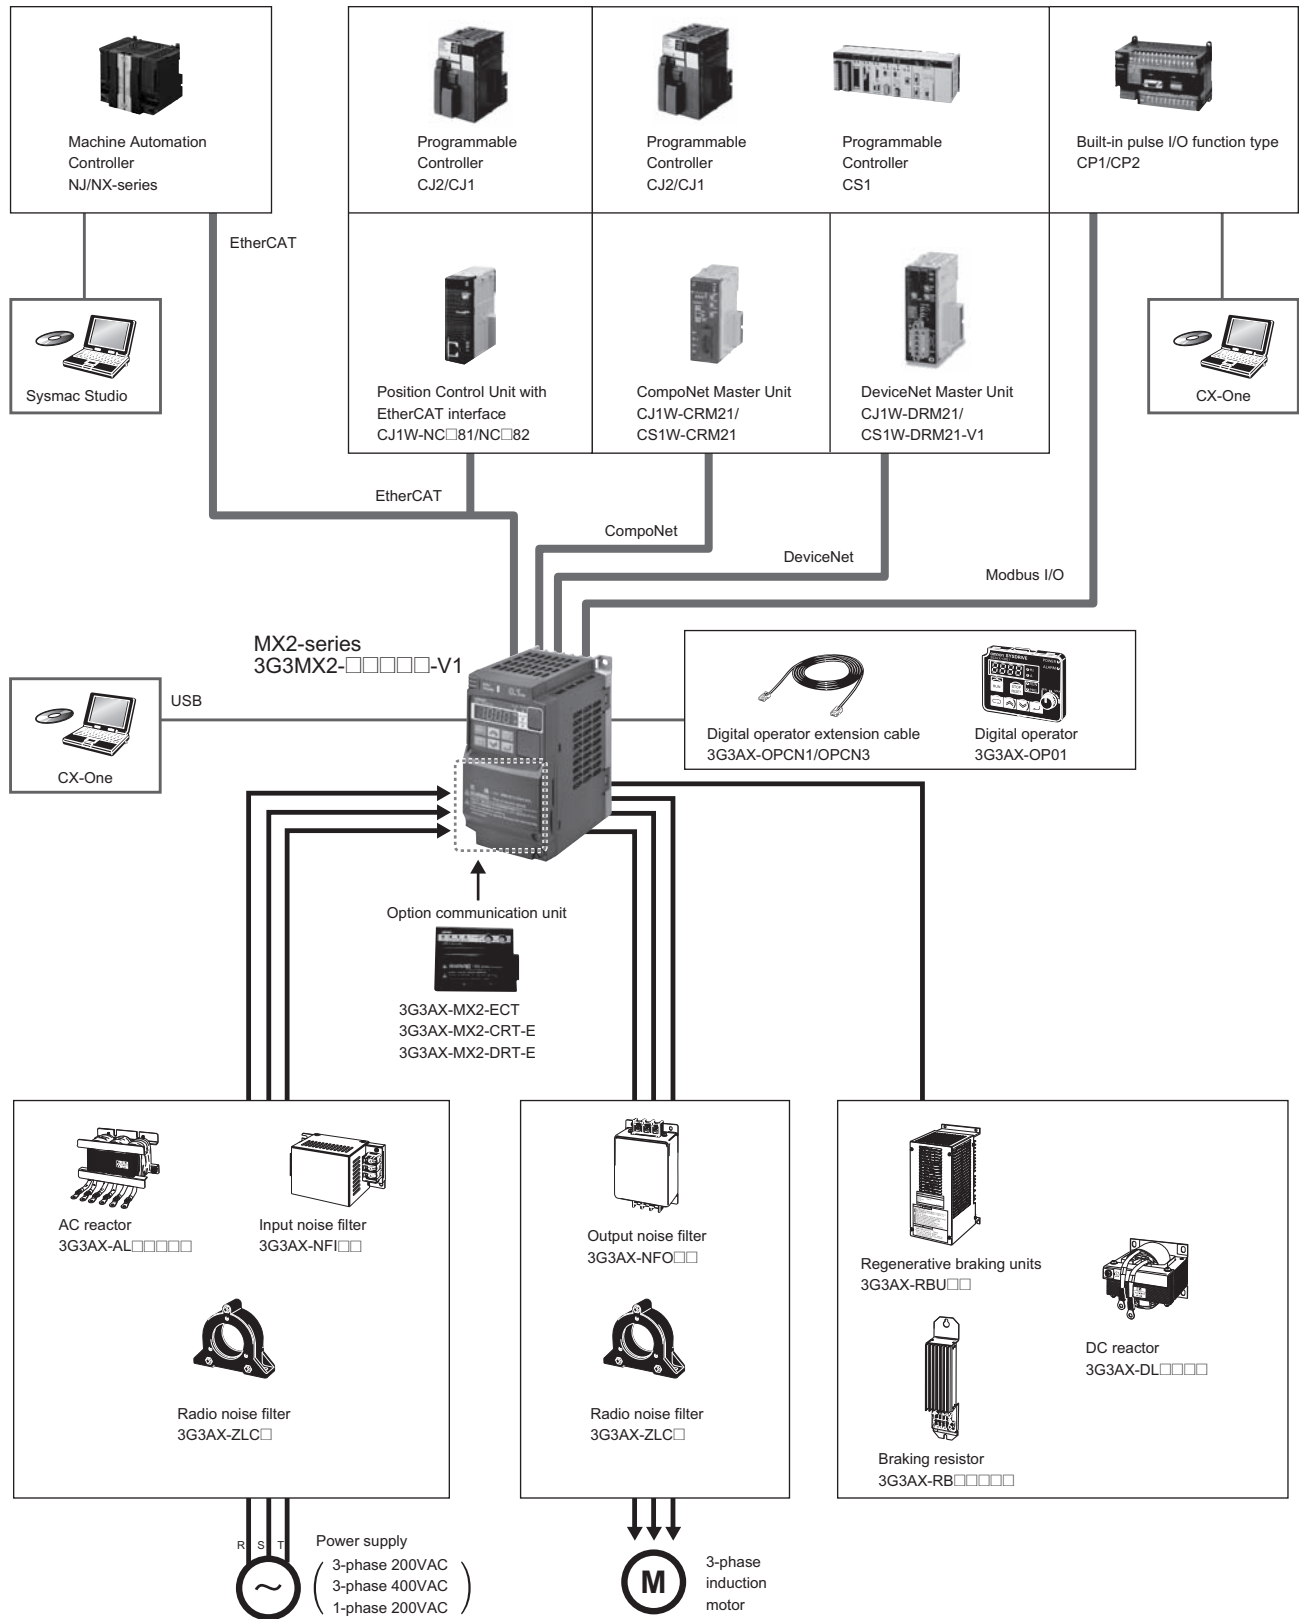 Machine Automation
Controller
NJ/NX-series
Programmable
Controller
CJ2/CJ1
Programmable
Controller
CJ2/CJ1
Programmable
Controller
CS1
Built-in pulse I/O function type
CP1/CP2
EtherCAT
Sysmac Studio
Position Control Unit with
EtherCAT interface
CJ1W-NC□81/NC□82
CompoNet Master Unit
CJ1W-CRM21/
CS1W-CRM21
DeviceNet Master Unit
CJ1W-DRM21/
CS1W-DRM21-V1
CX-One
EtherCAT
CompoNet
DeviceNet
Modbus I/O
MX2-series
3G3MX2-□□□□□-V1
USB
CX-One
Digital operator extension cable
3G3AX-OPCN1/OPCN3
Digital operator
3G3AX-OP01
Option communication unit
3G3AX-MX2-ECT
3G3AX-MX2-CRT-E
3G3AX-MX2-DRT-E
AC reactor
3G3AX-AL□□□□□
Input noise filter
3G3AX-NFI□□
Radio noise filter
3G3AX-ZLC□
Output noise filter
3G3AX-NFO□□
Radio noise filter
3G3AX-ZLC□
Regenerative braking units
3G3AX-RBU□□
DC reactor
3G3AX-DL□□□□
Braking resistor
3G3AX-RB□□□□□
R S T
Power supply
3-phase 200VAC
3-phase 400VAC
1-phase 200VAC
M
3-phase
induction
motor